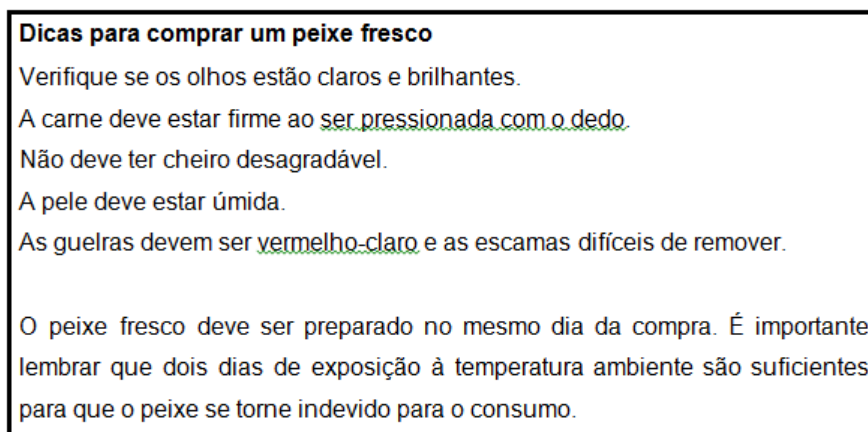 Dicas para comprar um peixe fresco
Verifique se os olhos estão claros e brilhantes.
A carne deve estar firme ao ser pressionada com o dedo.
Não deve ter cheiro desagradável.
A pele deve estar úmida.
As guelras devem ser vermelho-claro e as escamas difíceis de remover.
O peixe fresco deve ser preparado no mesmo dia da compra. É importante
lembrar que dois dias de exposição à temperatura ambiente são suficientes
para que o peixe se torne indevido para o consumo.